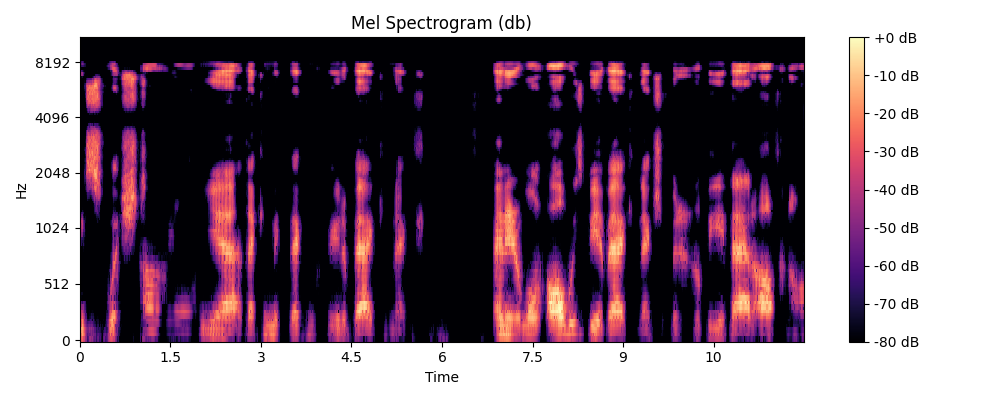 Mel Spectrogram (db)
Hz
8192
4096
2048
1024
512
0
0 1.5 3 4.5 6 7.5 9 10
Time
+0 dB
-10 dB
-20 dB
-30 dB
-40 dB
-50 dB
-60 dB
-70 dB
-80 dB